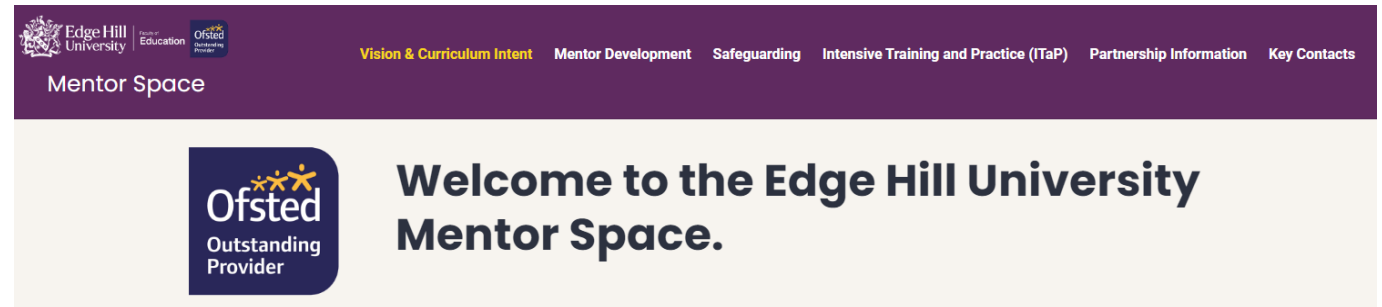 Edge Hill
University
Faculty of
Education
Ofsted
Outstanding
Provider
Mentor Space
Vision & Curriculum Intent Mentor Development Safeguarding Intensive Training and Practice (ITaP) Partnership Information Key Contacts
Ofsted
Outstanding
Provider
Welcome to the Edge Hill University
Mentor Space.